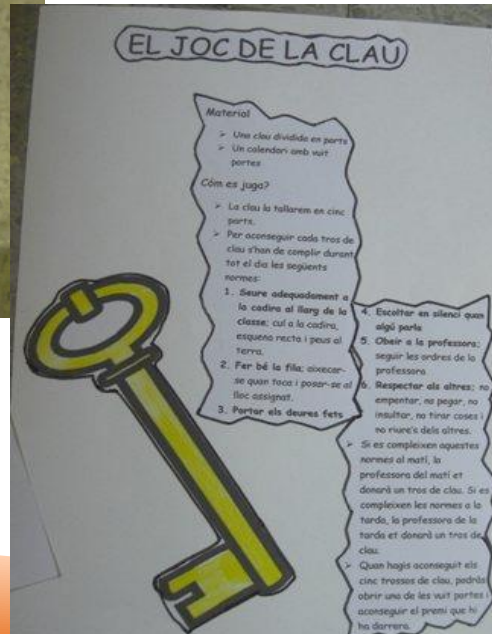 EL JOC DE LA CLAU
Material
➢ Una clau dividida en parts
➢ Un calendari amb vuit
portes
Cóm es juga?
➢ La clau la tallarem en cinc
parts.
➢ Per aconseguir cada tros de
clau s'han de complir durant
tot el dia les següents
normes:
1. Seure adequadament a
la cadira al llarg de la
classe; cul a la cadira,
esquena recta i peus al
terra.
2. Fer bé la fila; aixecar-
se quan toca i posar-se al
lloc assignat.
3. Portar els deures fets
4. Escoltar en silenci quan
algú parla
5. Obeir a la professora;
seguir les ordres de la
professora
6. Respectar als altres; no
empentar, no pegar, no
insultar, no tirar coses i
no riure's dels altres.
➢ Si es compleixen aquestes
normes al matí, la
professora del matí et
donarà un tros de clau. Si es
compleixen les normes a la
tarda, la professora de la
tarda et donarà un tros de
clau.
➢ Quan hagis aconseguit els
cinc trossos de clau, podràs
obrir una de les vuit portes i
aconseguir el premi que hi
ha darrera.